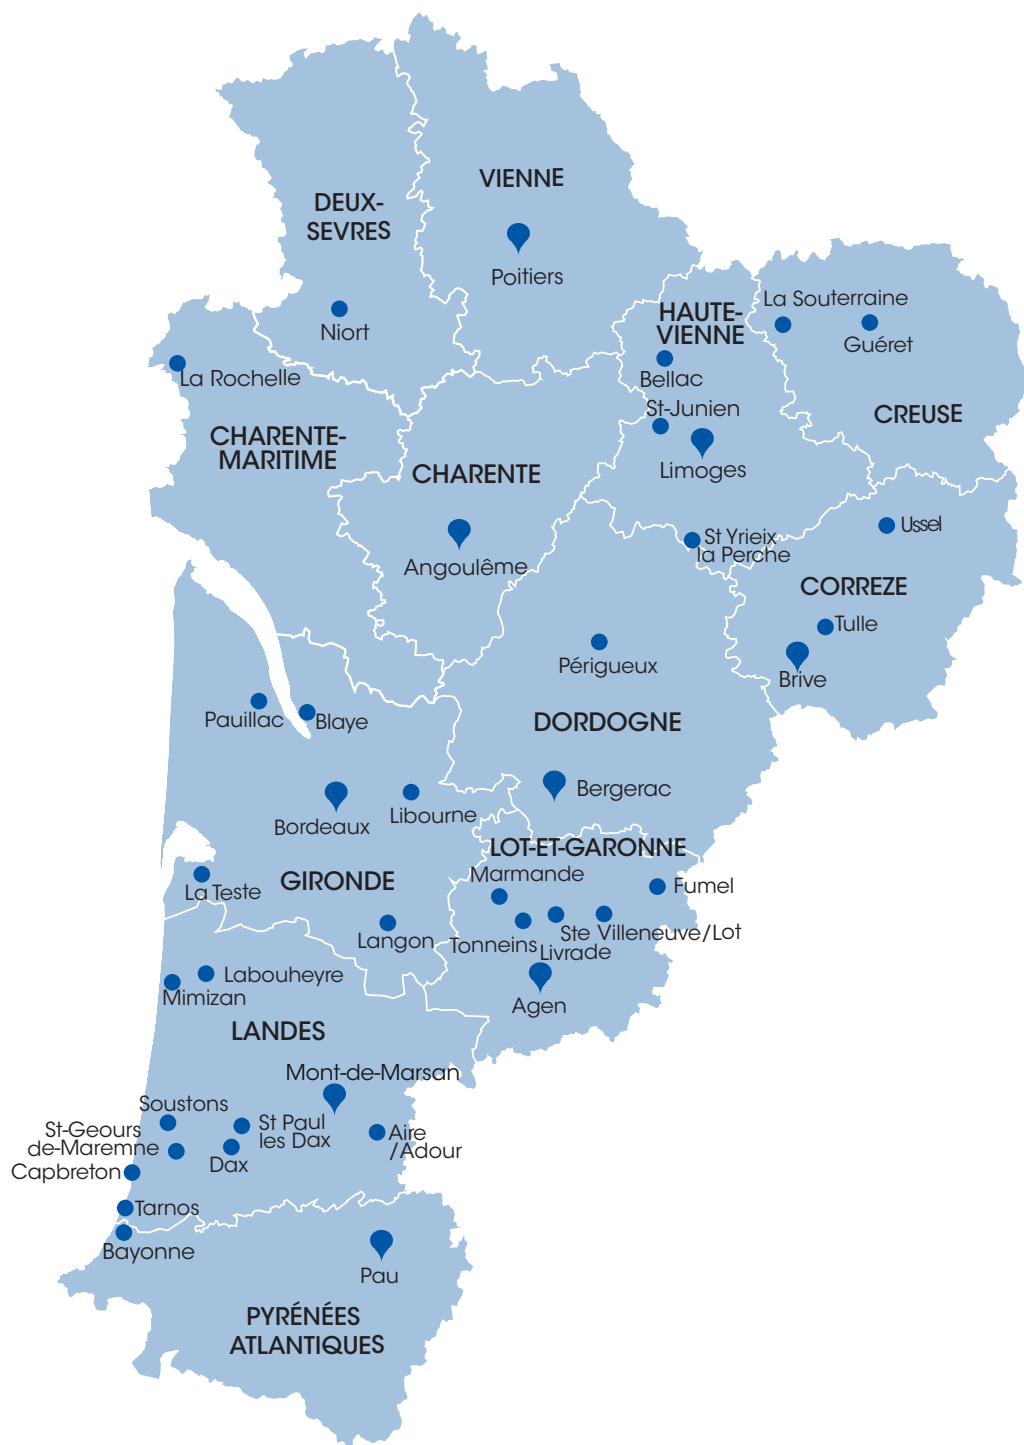 VIENNE
DEUX-
SEVRES
Poitiers
La Souterraine
HAUTE-
VIENNE
Niort
Guéret
La Rochelle
Bellac
St-Junien
CREUSE
CHARENTE-
MARITIME
CHARENTE
Limoges
Ussel
St Yrieix
la Perche
Angoulême
CORREZE
Tulle
Périgueux
Brive
Pauillac
Blaye
DORDOGNE
Bergerac
Libourne
Bordeaux
LOT-ET-GARONNE
Marmande
GIRONDE
Fumel
La Teste
Langon
Tonneins
Ste Villeneuve/Lot
Livrade
Labouheyre
Mimizan
Agen
LANDES
Mont-de-Marsan
Soustons
St-Geours
de-Maremne
St Paul
les Dax
Aire
/Adour
Dax
Capbreton
Tarnos
Bayonne
Pau
PYRÉNÉES
ATLANTIQUES